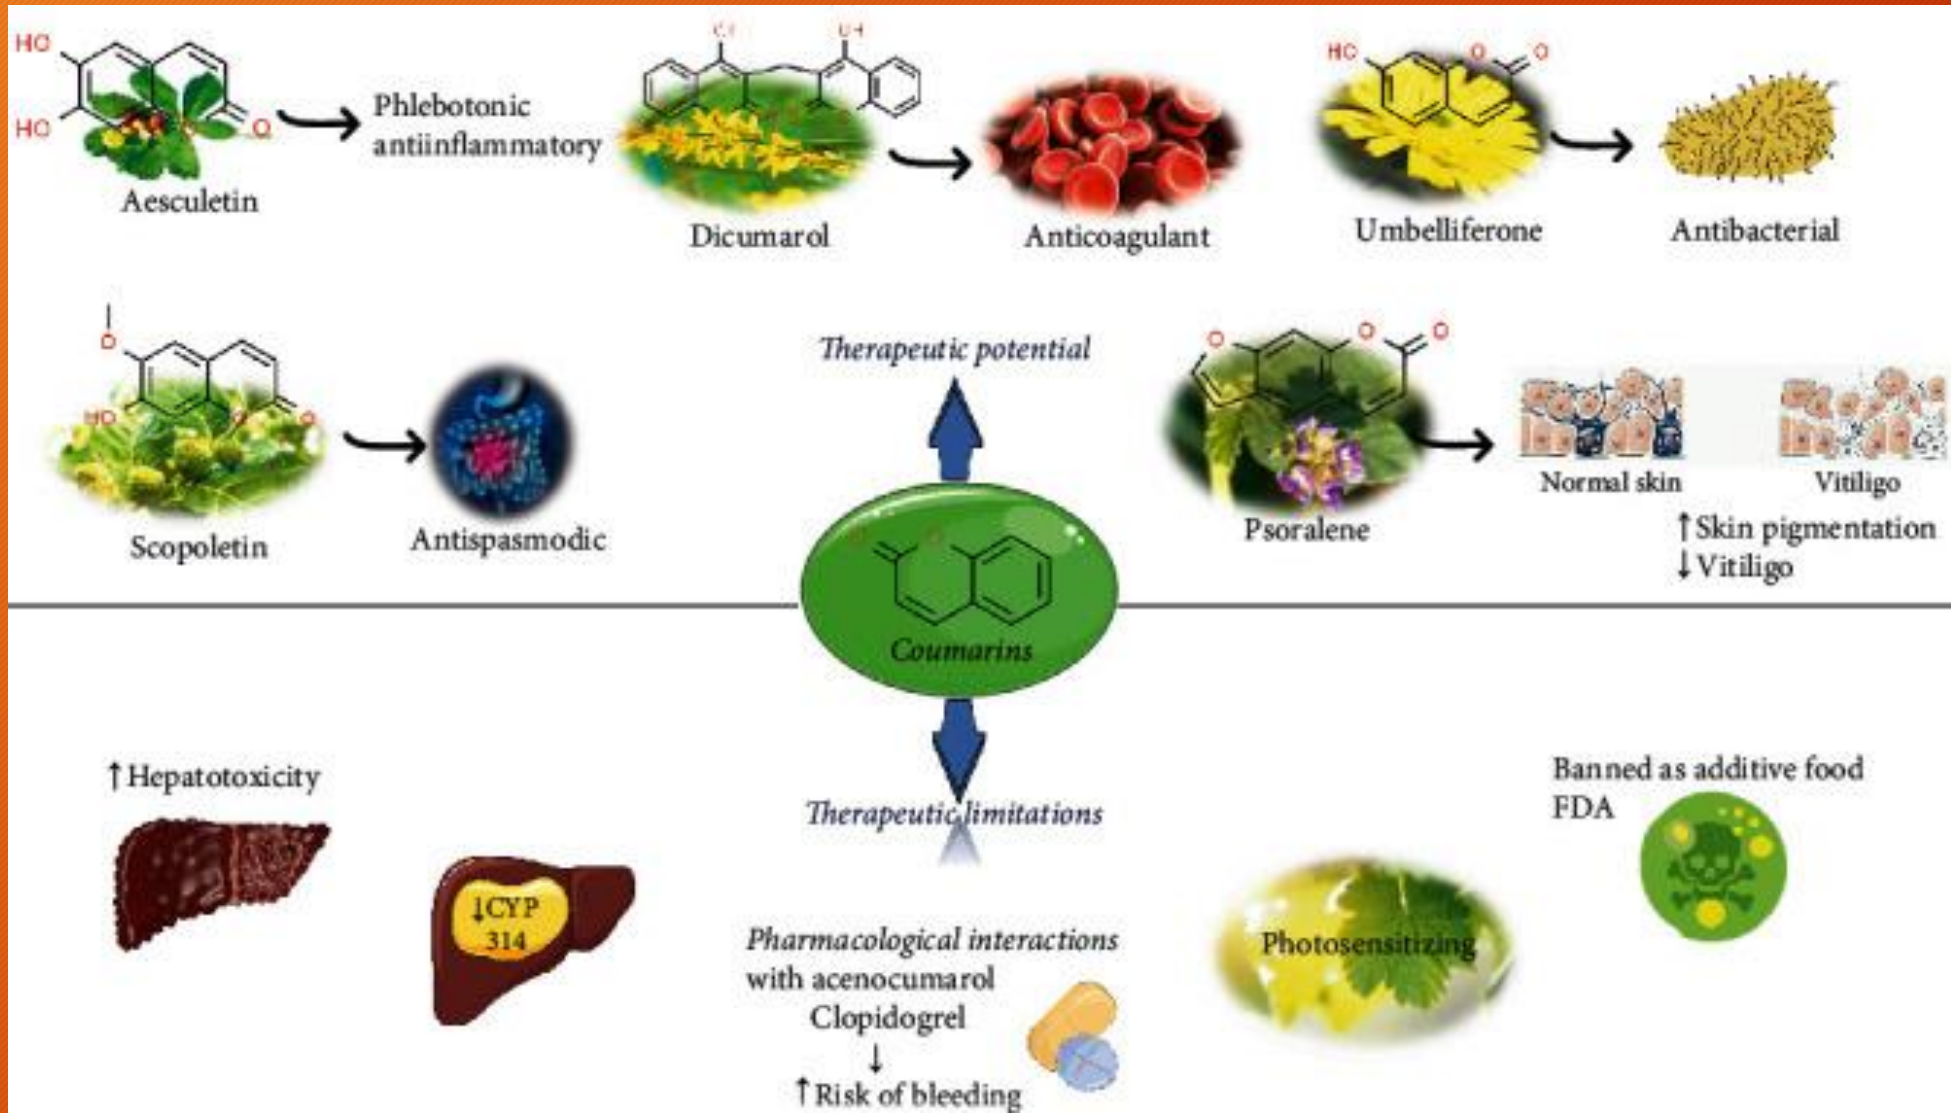 HO
HO
O
Aesculetin
Phlebotonic
antiinflammatory
OH
Dicumarol
Anticoagulant
HO
O
O
Umbelliferone
Antibacterial
O
HO
O
O
Scopoletin
Antispasmodic
Therapeutic potential
O
O
O
Psoralene
Normal skin
Vitiligo
↑ Skin pigmentation
↓ Vitiligo
O
O
Coumarins
↑ Hepatotoxicity
↓CYP
314
Therapeutic limitations
Pharmacological interactions
with acenocumarol
Clopidogrel
↓
↑ Risk of bleeding
Photosensitizing
Banned as additive food
FDA